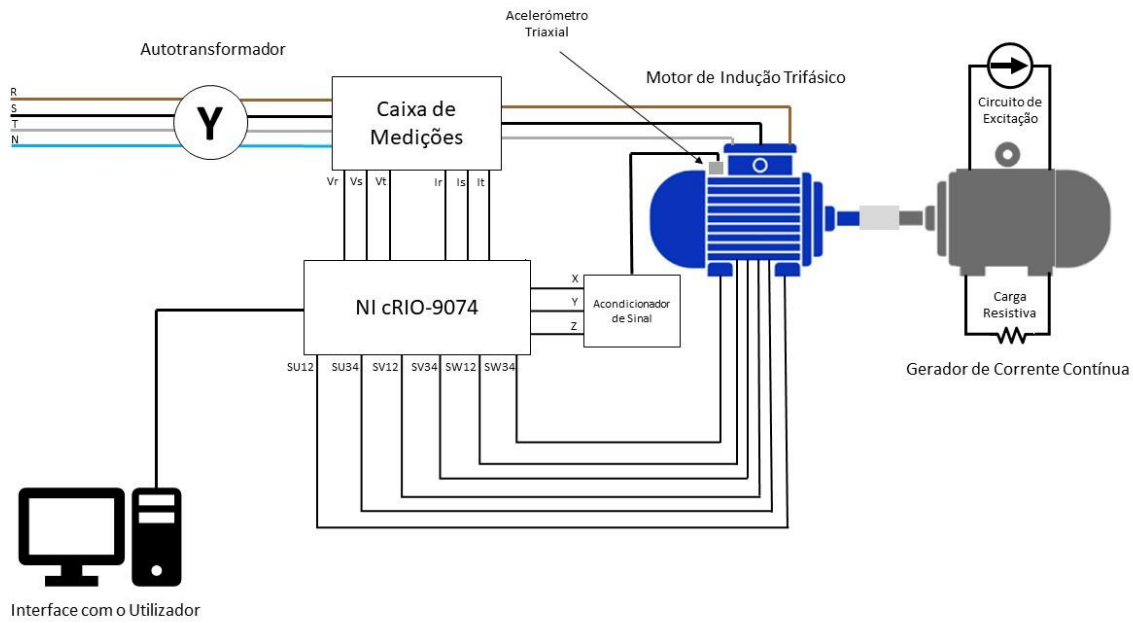 Acelerómetro
Triaxial
Autotransformador
Motor de Indução Trifásico
R
S
T
N
Y
Caixa de
Medições
Circuito de
Excitação
Vr Vs Vt Ir Is It
NI cRIO-9074
X
Y
Z
Acondicionador
de Sinal
Carga
Resistiva
SU12 SU34 SV12 SV34 SW12 SW34
Gerador de Corrente Contínua
Interface com o Utilizador